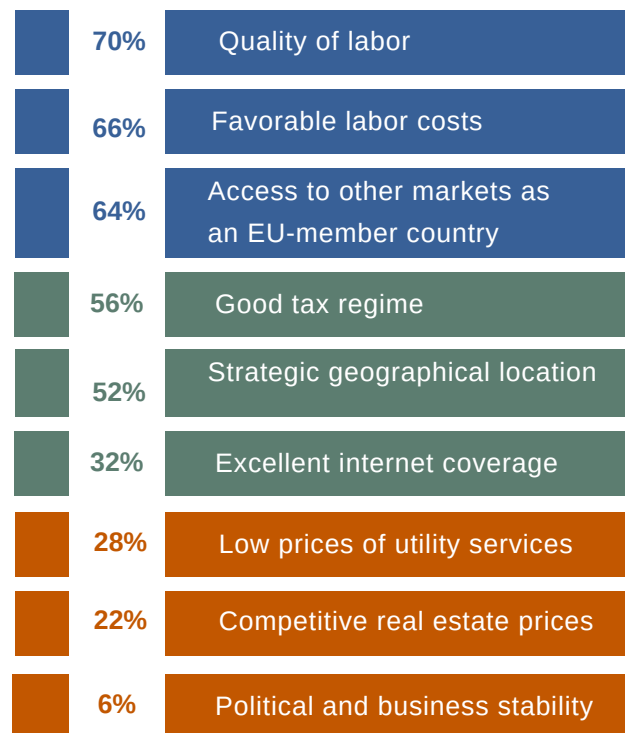 70% Quality of labor
66% Favorable labor costs
64% Access to other markets as
an EU-member country
56% Good tax regime
52% Strategic geographical location
32% Excellent internet coverage
28% Low prices of utility services
22% Competitive real estate prices
6% Political and business stability